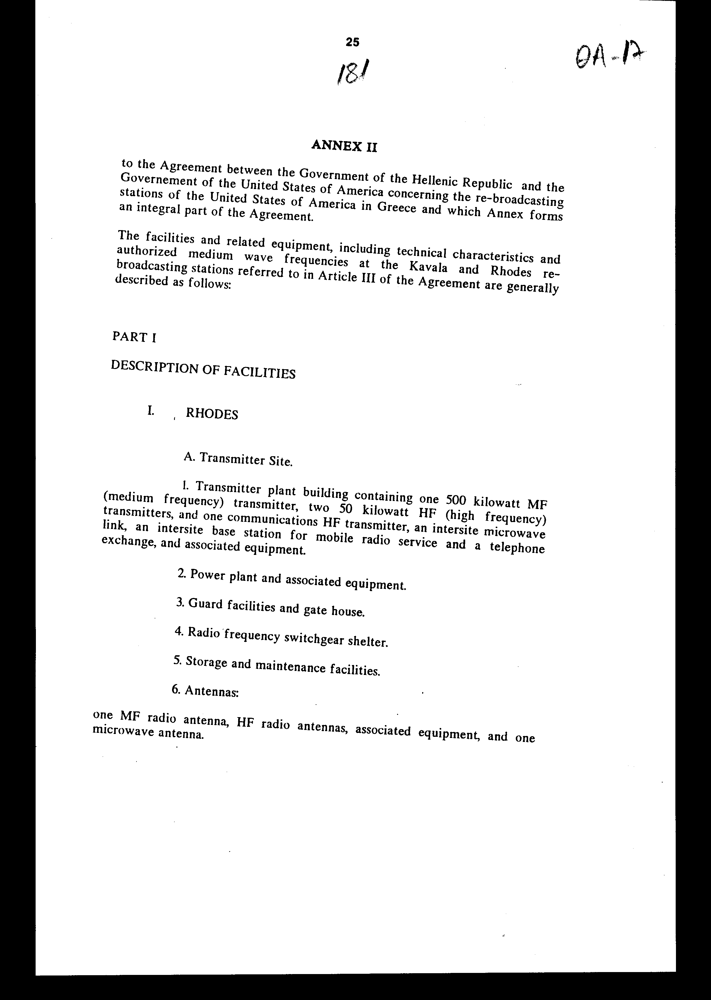 25
181
ΘA-17
ANNEX II
to the Agreement between the Government of the Hellenic Republic and the
Governement of the United States of America concerning the re-broadcasting
stations of the United States of America in Greece and which Annex forms
an integral part of the Agreement.
The facilities and related equipment, including technical characteristics and
authorized medium wave frequencies at the Kavala and Rhodes re-
broadcasting stations referred to in Article III of the Agreement are generally
described as follows:
PART I
DESCRIPTION OF FACILITIES
I. RHODES
A. Transmitter Site.
1. Transmitter plant building containing one 500 kilowatt MF
(medium frequency) transmitter, two 50 kilowatt HF (high frequency)
transmitters, and one communications HF transmitter, an intersite microwave
link, an intersite base station for mobile radio service and a telephone
exchange, and associated equipment.
2. Power plant and associated equipment.
3. Guard facilities and gate house.
4. Radio frequency switchgear shelter.
5. Storage and maintenance facilities.
6. Antennas:
one MF radio antenna, HF radio antennas, associated equipment, and one
microwave antenna.